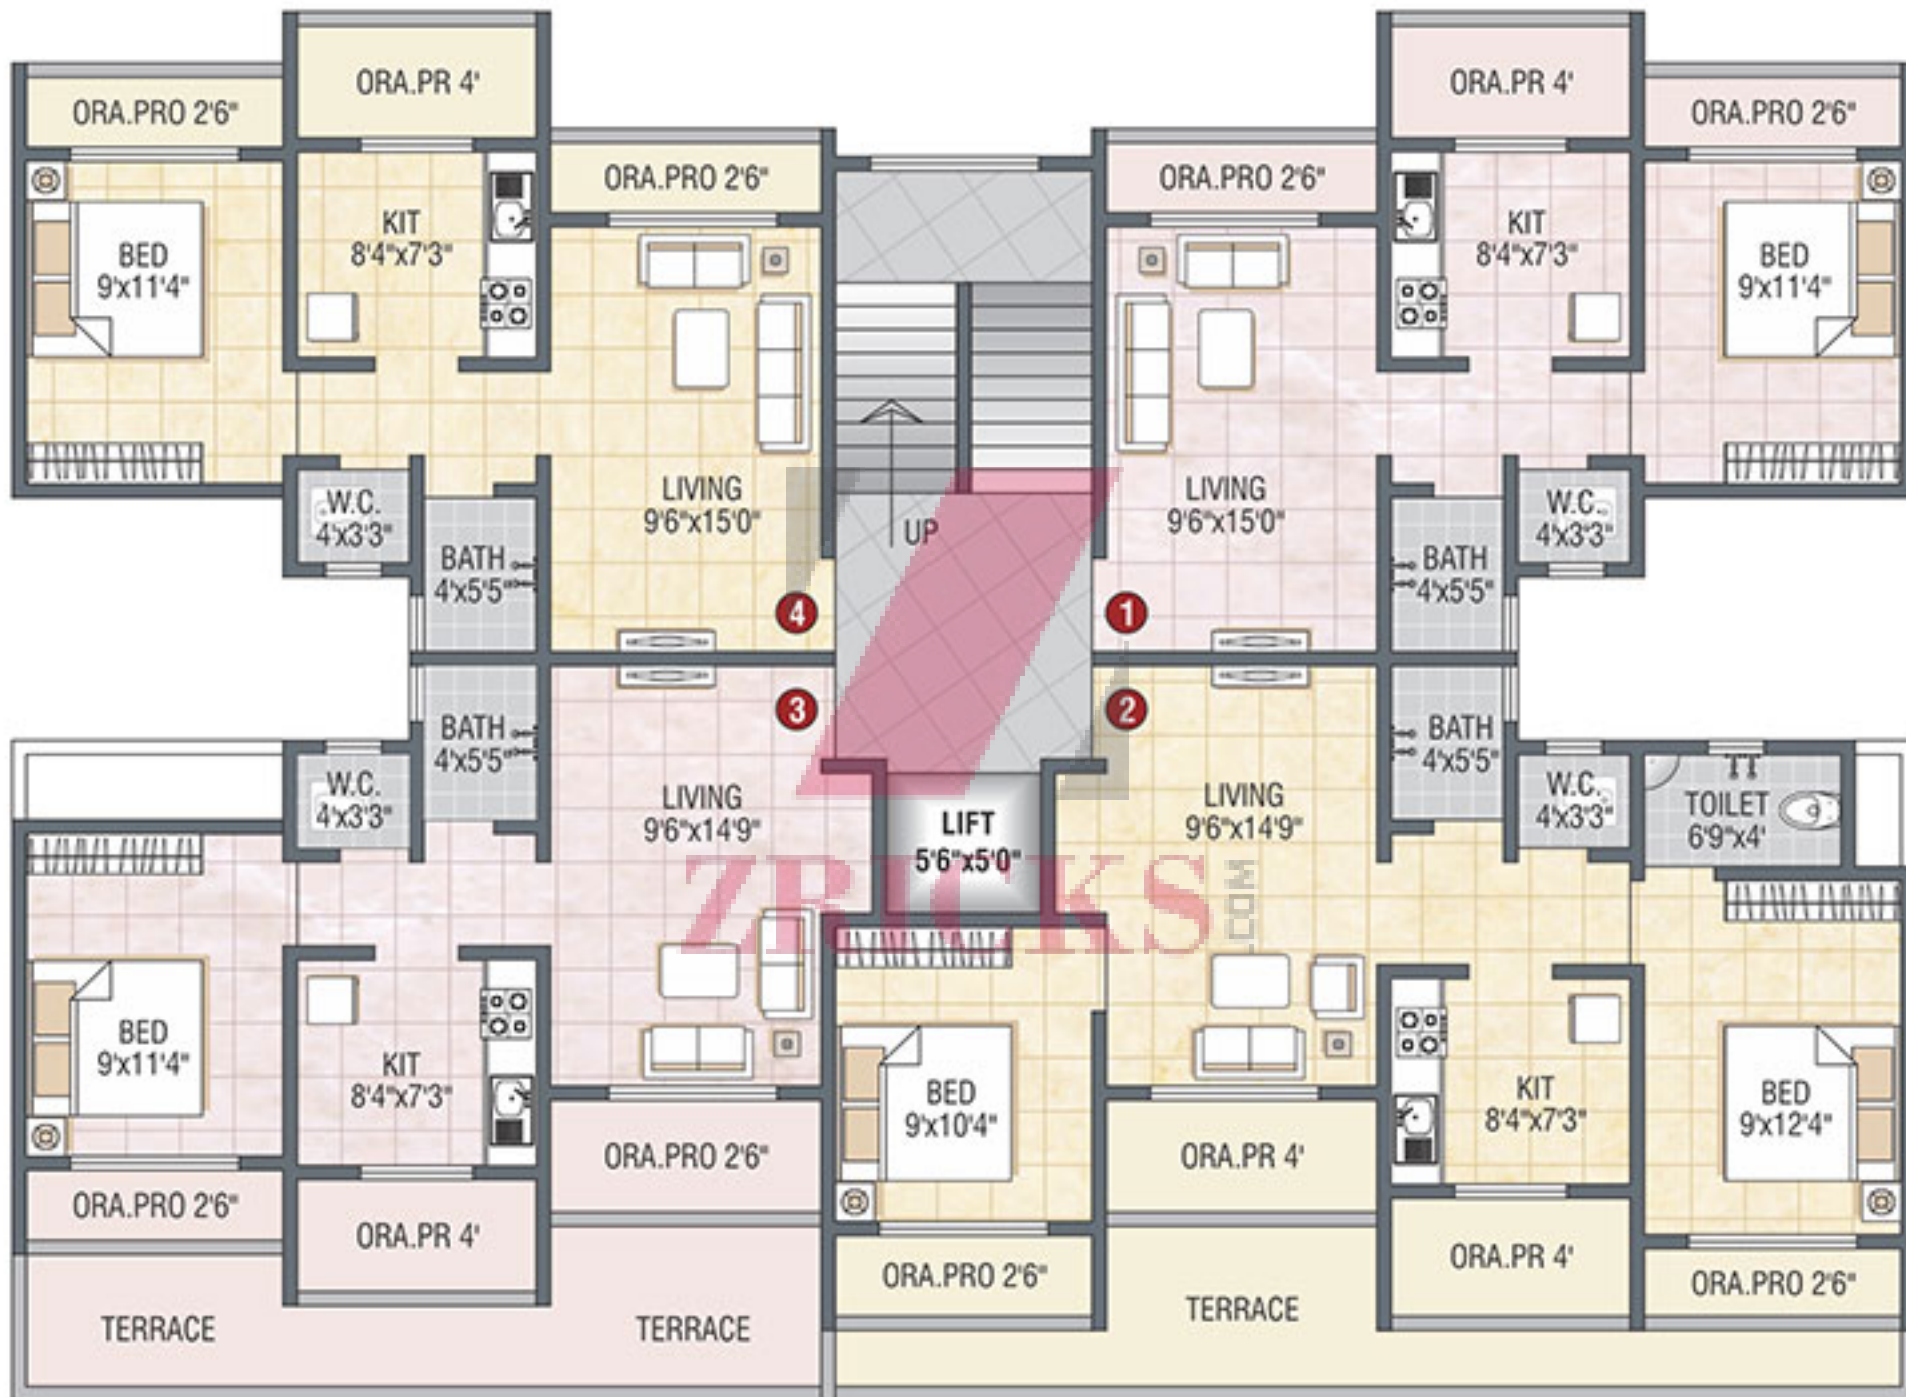 ORA.PR 4'
ORA.PR 4'
ORA.PRO 2'6"
ORA.PRO 2'6"
ORA.PRO 2'6"
ORA.PRO 2'6"
KIT
8'4"x7'3"
KIT
8'4"x7'3"
BED
9'x11'4"
BED
9'x11'4"
LIVING
9'6"x15'0"
LIVING
9'6"x15'0"
W.C.
4'x3'3"
W.C.
4'x3'3"
UP
BATH
4'x5'5"
BATH
4'x5'5"
4
1
3
2
BATH
4'x5'5"
BATH
4'x5'5"
W.C.
4'x3'3"
LIVING
9'6"x14'9"
LIFT
5'6"x5'0"
LIVING
9'6"x14'9"
W.C.
4'x3'3"
TOILET
6'9"x4'
ZRICKS
.COM
BED
9'x11'4"
KIT
8'4"x7'3"
BED
9'x10'4"
KIT
8'4"x7'3"
BED
9'x12'4"
ORA.PRO 2'6"
ORA.PR 4'
ORA.PRO 2'6"
ORA.PR 4'
ORA.PRO 2'6"
ORA.PR 4'
ORA.PRO 2'6"
TERRACE
TERRACE
TERRACE